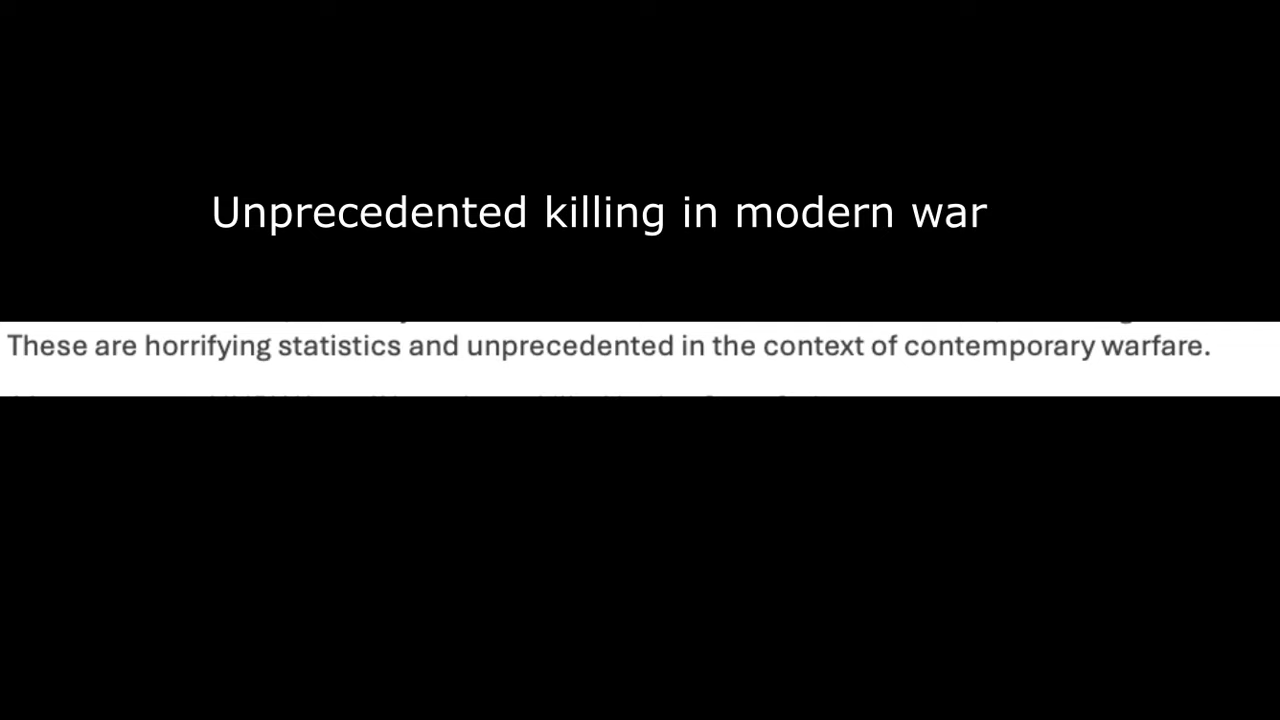 Unprecedented killing in modern war
These are horrifying statistics and unprecedented in the context of contemporary warfare.